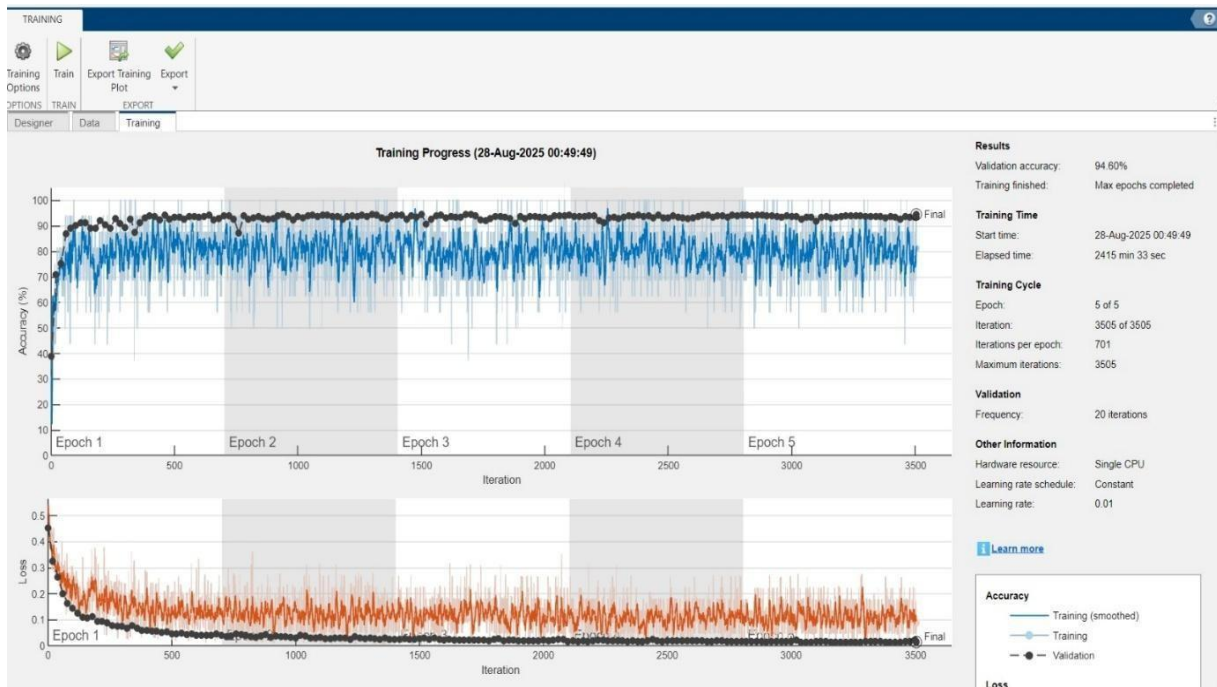 TRAINING
Training Options
Train
Export Training Plot
Export
OPTIONS
TRAIN
EXPORT
Designer
Data
Training
Training Progress (28-Aug-2025 00:49:49)
Accuracy (%)
100
90
80
70
60
50
40
30
20
10
0
Epoch 1
Epoch 2
Epoch 3
Epoch 4
Epoch 5
Final
0
500
1000
1500
2000
2500
3000
3500
Iteration
Loss
0.5
0.4
0.3
0.2
0.1
0
Epoch 1
Final
0
500
1000
1500
2000
2500
3000
3500
Iteration
Results
Validation accuracy: 94.60%
Training finished: Max epochs completed
Training Time
Start time: 28-Aug-2025 00:49:49
Elapsed time: 2415 min 33 sec
Training Cycle
Epoch: 5 of 5
Iteration: 3505 of 3505
Iterations per epoch: 701
Maximum iterations: 3505
Validation
Frequency: 20 iterations
Other Information
Hardware resource: Single CPU
Learning rate schedule: Constant
Learning rate: 0.01
Learn more
Accuracy
Training (smoothed)
Training
Validation
Loss